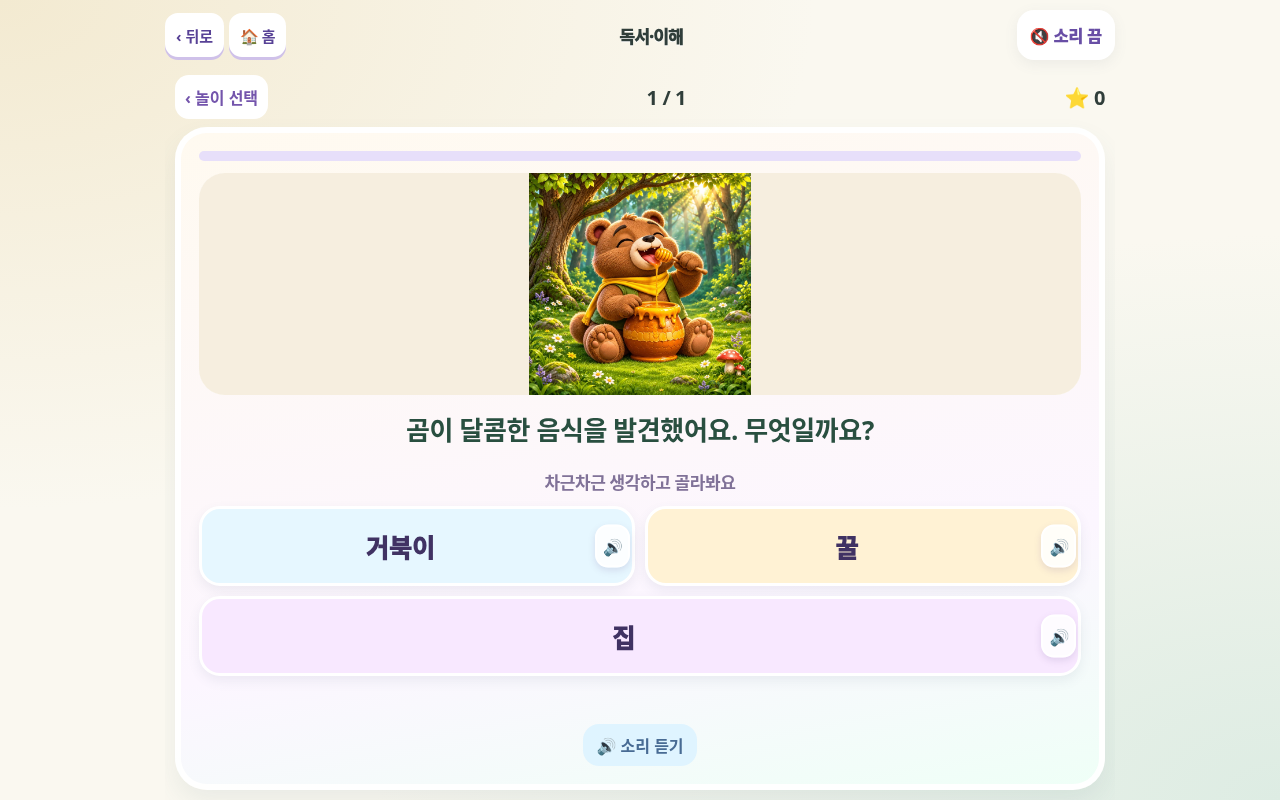 ‹ 뒤로
🏠 홈
독서·이해
🔇 소리 끔
‹ 놀이 선택
1 / 1
⭐ 0
곰이 달콤한 음식을 발견했어요. 무엇일까요?
차근차근 생각하고 골라봐요
거북이 🔊
꿀 🔊
집 🔊
🔊 소리 듣기